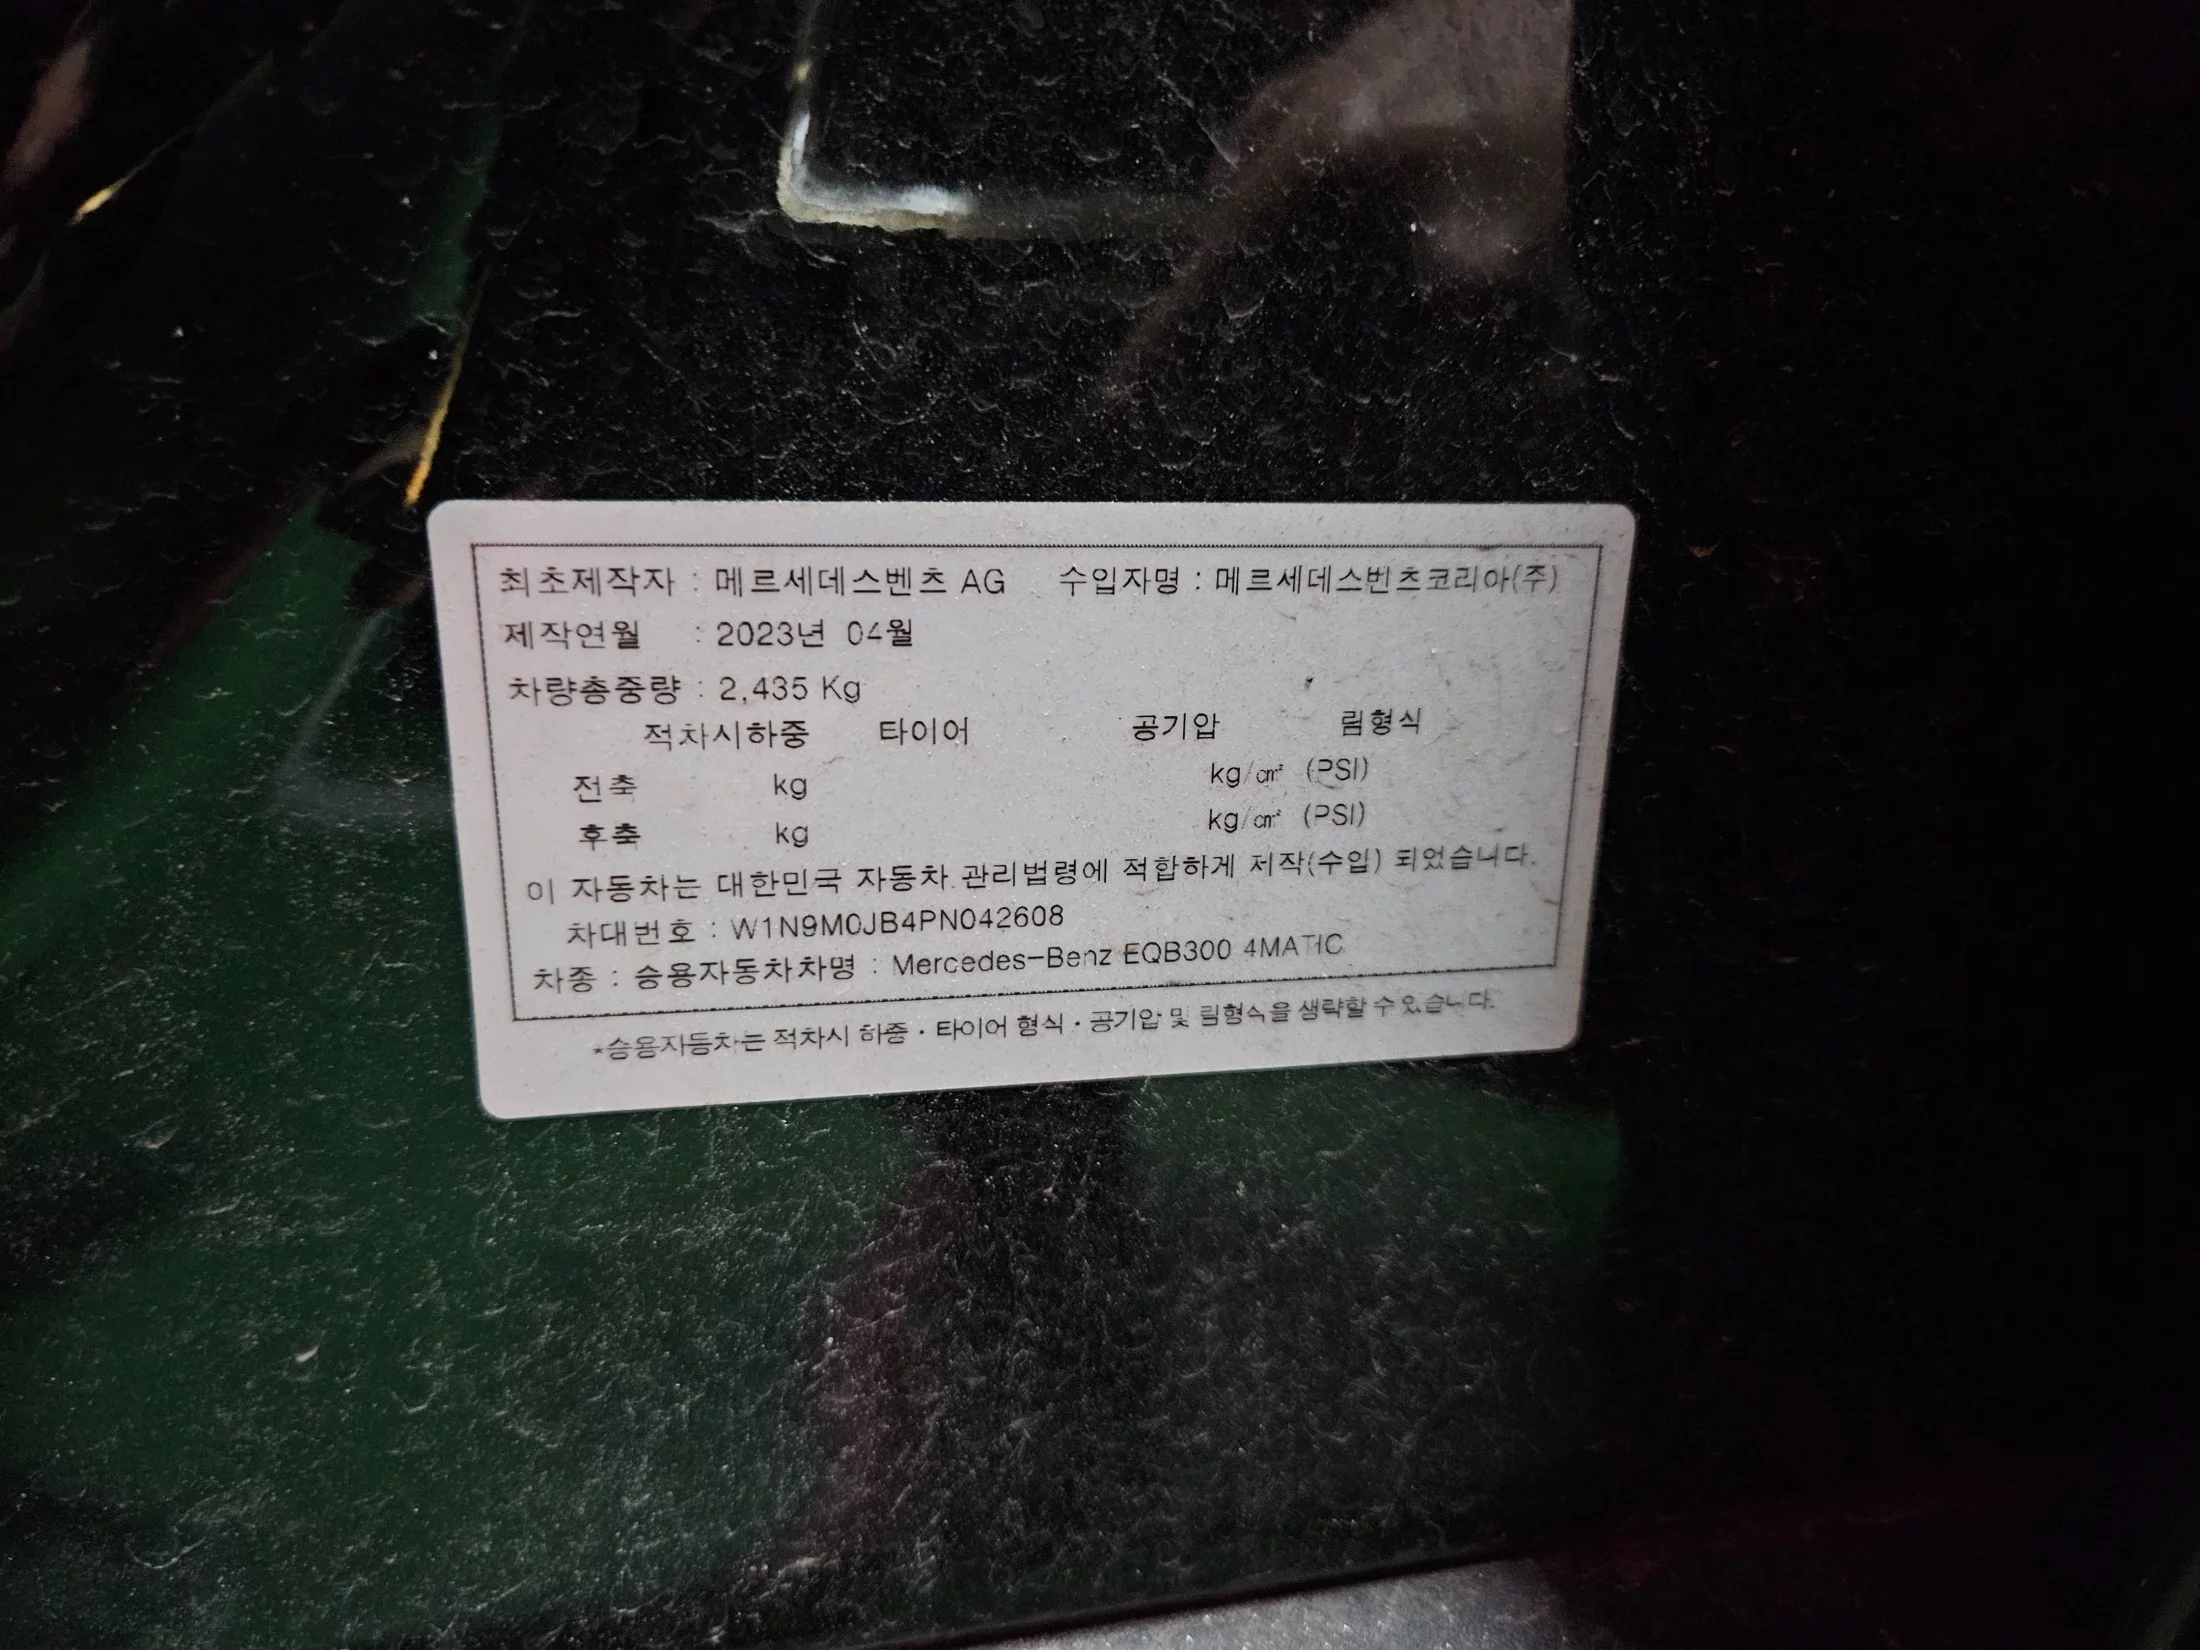 최초제작자 : 메르세데스벤츠 AG 수입자명 : 메르세데스벤츠코리아(주)
제작연월 : 2023년 04월
차량총중량 : 2,435 Kg
적차시하중 타이어 공기압 림형식
전축 kg kg/㎠ (PSI)
후축 kg kg/㎠ (PSI)
이 자동차는 대한민국 자동차 관리법령에 적합하게 제작(수입) 되었습니다.
차대번호 : W1N9M0JB4PN042608
차종 : 승용자동차차명 : Mercedes-Benz EQB300 4MATIC
*승용자동차는 적차시 하중·타이어 형식·공기압 및 림형식을 생략할 수 있습니다.